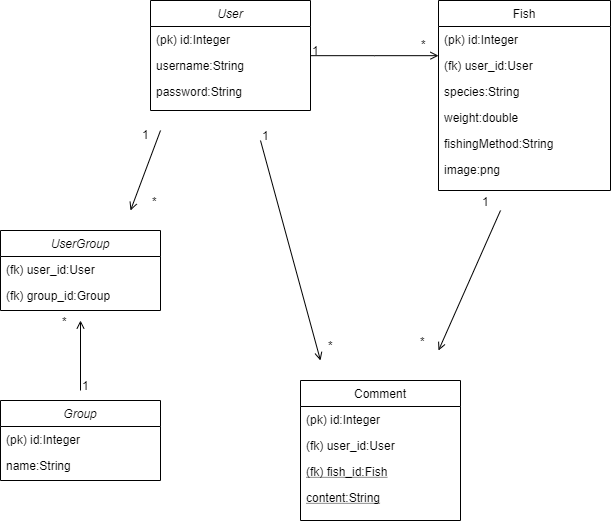 User
(pk) id:Integer
username:String
password:String
Fish
(pk) id:Integer
(fk) user_id:User
species:String
weight:double
fishingMethod:String
image:png
1
*
1
*
1
*
1
*
UserGroup
(fk) user_id:User
(fk) group_id:Group
*
1
Group
(pk) id:Integer
name:String
Comment
(pk) id:Integer
(fk) user_id:User
(fk) fish_id:Fish
content:String